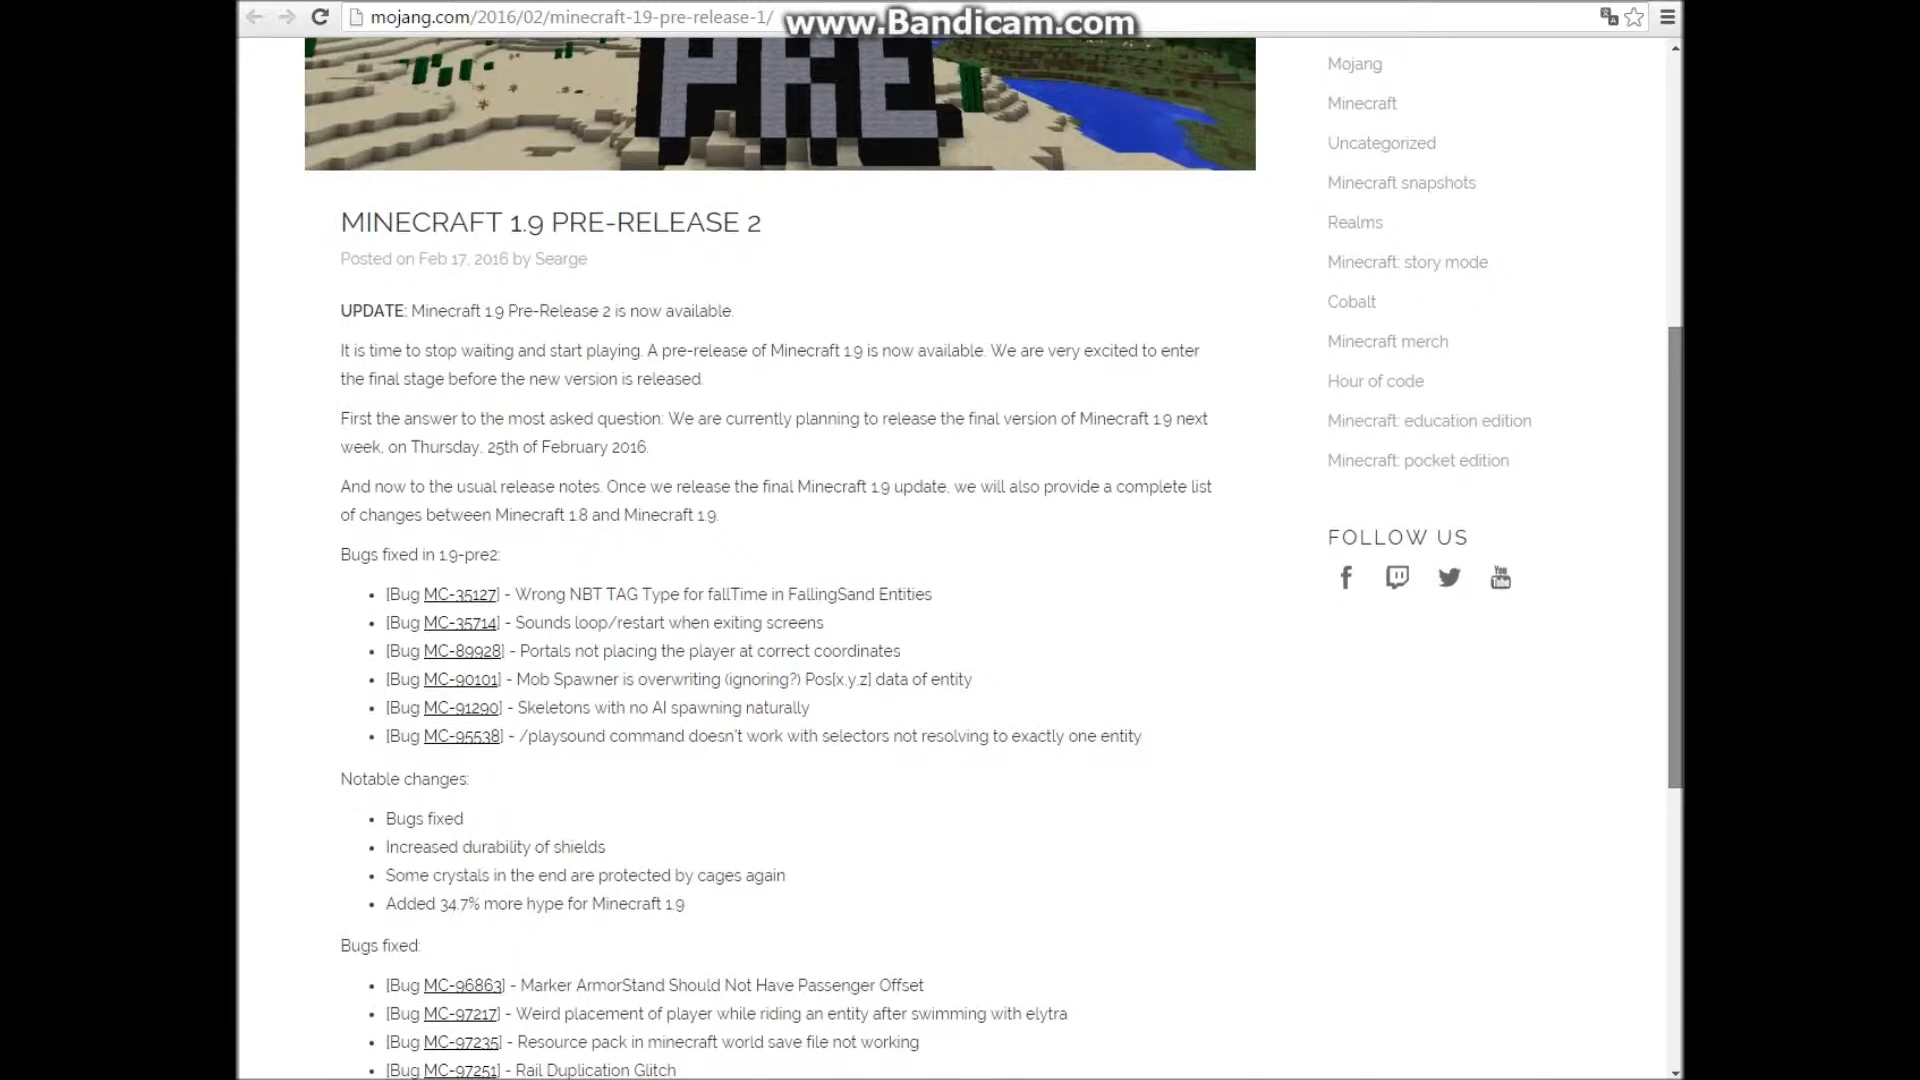 mojang.com/2016/02/minecraft-19-pre-release-1/
www.Bandicam.com
PRE
MINECRAFT 1.9 PRE-RELEASE 2
Posted on Feb 17, 2016 by Searge
UPDATE: Minecraft 1.9 Pre-Release 2 is now available.
It is time to stop waiting and start playing. A pre-release of Minecraft 1.9 is now available. We are very excited to enter
the final stage before the new version is released.
First the answer to the most asked question: We are currently planning to release the final version of Minecraft 1.9 next
week, on Thursday, 25th of February 2016.
And now to the usual release notes. Once we release the final Minecraft 1.9 update, we will also provide a complete list
of changes between Minecraft 1.8 and Minecraft 1.9.
Bugs fixed in 1.9-pre2:
• [Bug MC-35127] - Wrong NBT TAG Type for fallTime in FallingSand Entities
• [Bug MC-35714] - Sounds loop/restart when exiting screens
• [Bug MC-89928] - Portals not placing the player at correct coordinates
• [Bug MC-90101] - Mob Spawner is overwriting (ignoring?) Pos[x,y,z] data of entity
• [Bug MC-91290] - Skeletons with no AI spawning naturally
• [Bug MC-95538] - /playsound command doesn't work with selectors not resolving to exactly one entity
Notable changes:
• Bugs fixed
• Increased durability of shields
• Some crystals in the end are protected by cages again
• Added 34.7% more hype for Minecraft 1.9
Bugs fixed:
• [Bug MC-96863] - Marker ArmorStand Should Not Have Passenger Offset
• [Bug MC-97217] - Weird placement of player while riding an entity after swimming with elytra
• [Bug MC-97235] - Resource pack in minecraft world save file not working
• [Bug MC-97251] - Rail Duplication Glitch
Mojang
Minecraft
Uncategorized
Minecraft snapshots
Realms
Minecraft: story mode
Cobalt
Minecraft merch
Hour of code
Minecraft: education edition
Minecraft: pocket edition
FOLLOW US
You
Tube